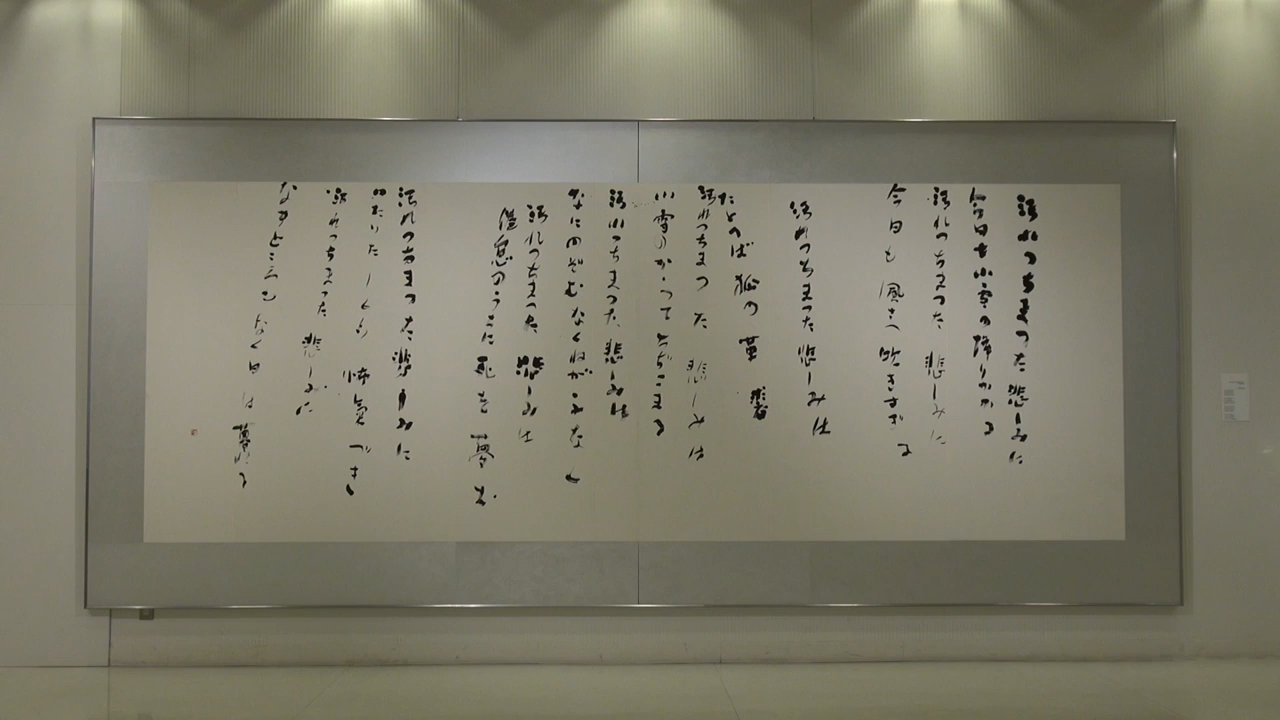 汚れつちまつた悲しみに
今日も小雪の降りかかる
汚れつちまつた悲しみに
今日も風さへ吹きすぎる
汚れつちまつた悲しみは
たとへば狐の革裘
汚れつちまつた悲しみは
小雪のかかつてちぢこまる
汚れつちまつた悲しみは
なにのぞむなくねがふなく
汚れつちまつた悲しみは
倦怠のうちに死を夢む
汚れつちまつた悲しみに
いたいたしくも怖気づき
汚れつちまつた悲しみに
なすところもなく日は暮れる